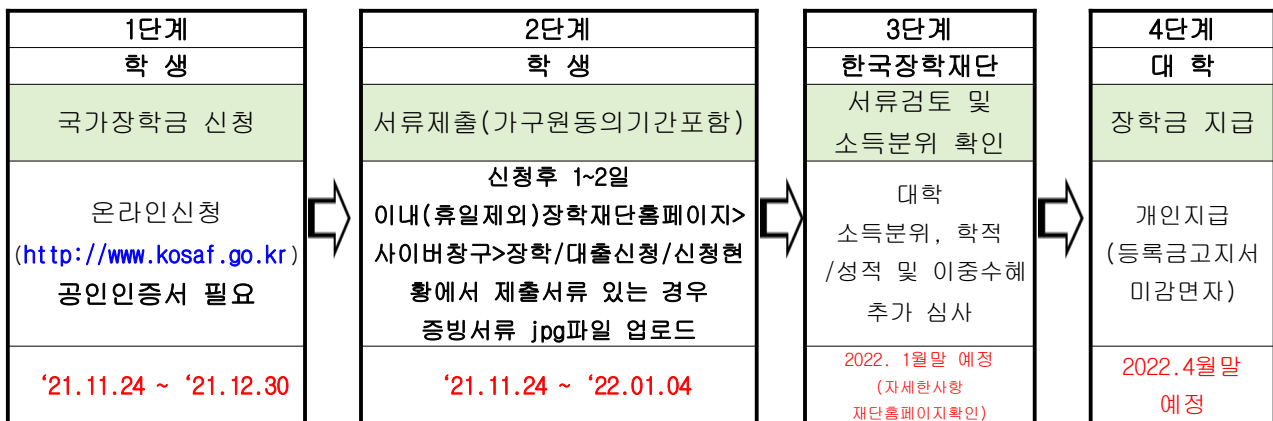 1단계
학 생
국가장학금 신청
온라인신청
(http://www.kosaf.go.kr)
공인인증서 필요
‘21.11.24 ~ ‘21.12.30
2단계
학 생
서류제출(가구원동의기간포함)
신청후 1~2일
이내(휴일제외)장학재단홈페이지>
사이버창구>장학/대출신청/신청현
황에서 제출서류 있는 경우
증빙서류 jpg파일 업로드
‘21.11.24 ~ ‘22.01.04
3단계
한국장학재단
서류검토 및
소득분위 확인
대학
소득분위, 학적
/성적 및 이중수혜
추가 심사
2022. 1월말 예정
(자세한사항
재단홈페이지확인)
4단계
대 학
장학금 지급
개인지급
(등록금고지서
미감면자)
2022.4월말
예정